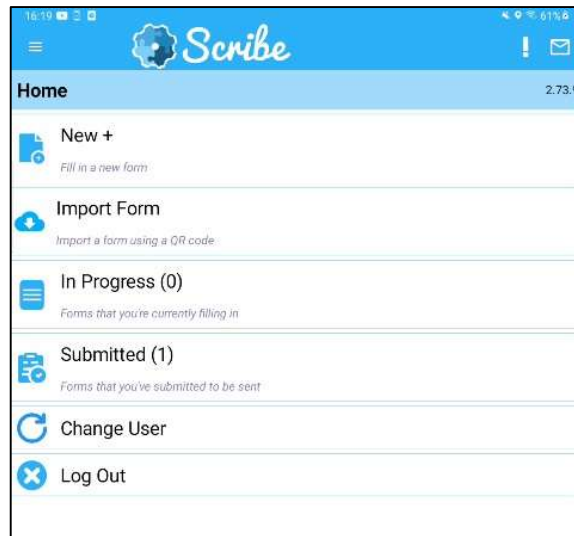 16:19 61%
Scribe
Home 2.73.
New +
Fill in a new form
Import Form
Import a form using a QR code
In Progress (0)
Forms that you're currently filling in
Submitted (1)
Forms that you've submitted to be sent
Change User
Log Out